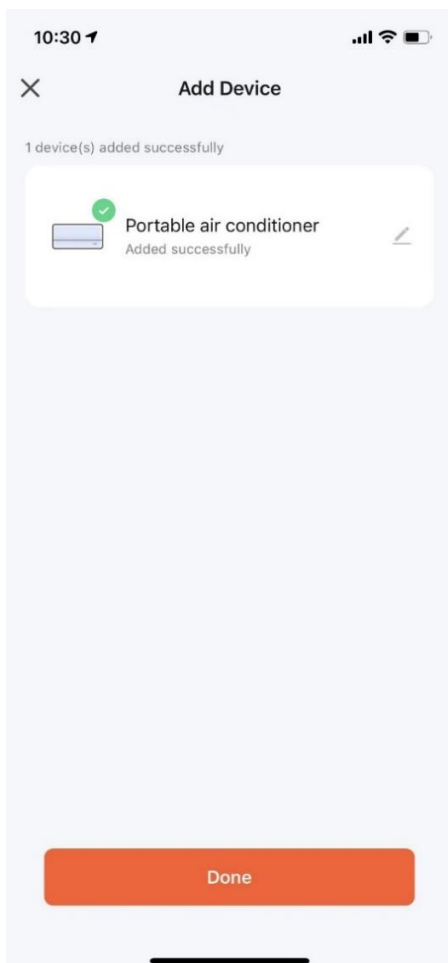 10:30
Add Device
1 device(s) added successfully
Portable air conditioner
Added successfully
Done